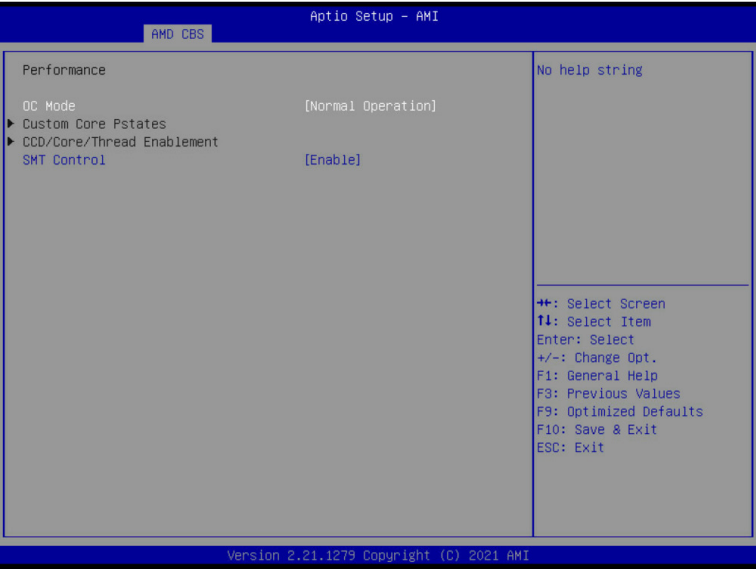 Aptio Setup - AMI
AMD CBS
Performance
OC Mode [Normal Operation]
Custom Core Pstates
CCD/Core/Thread Enablement
SMT Control [Enable]
No help string
→←: Select Screen
↑↓: Select Item
Enter: Select
+/-: Change Opt.
F1: General Help
F3: Previous Values
F9: Optimized Defaults
F10: Save & Exit
ESC: Exit
Version 2.21.1279 Copyright (C) 2021 AMI